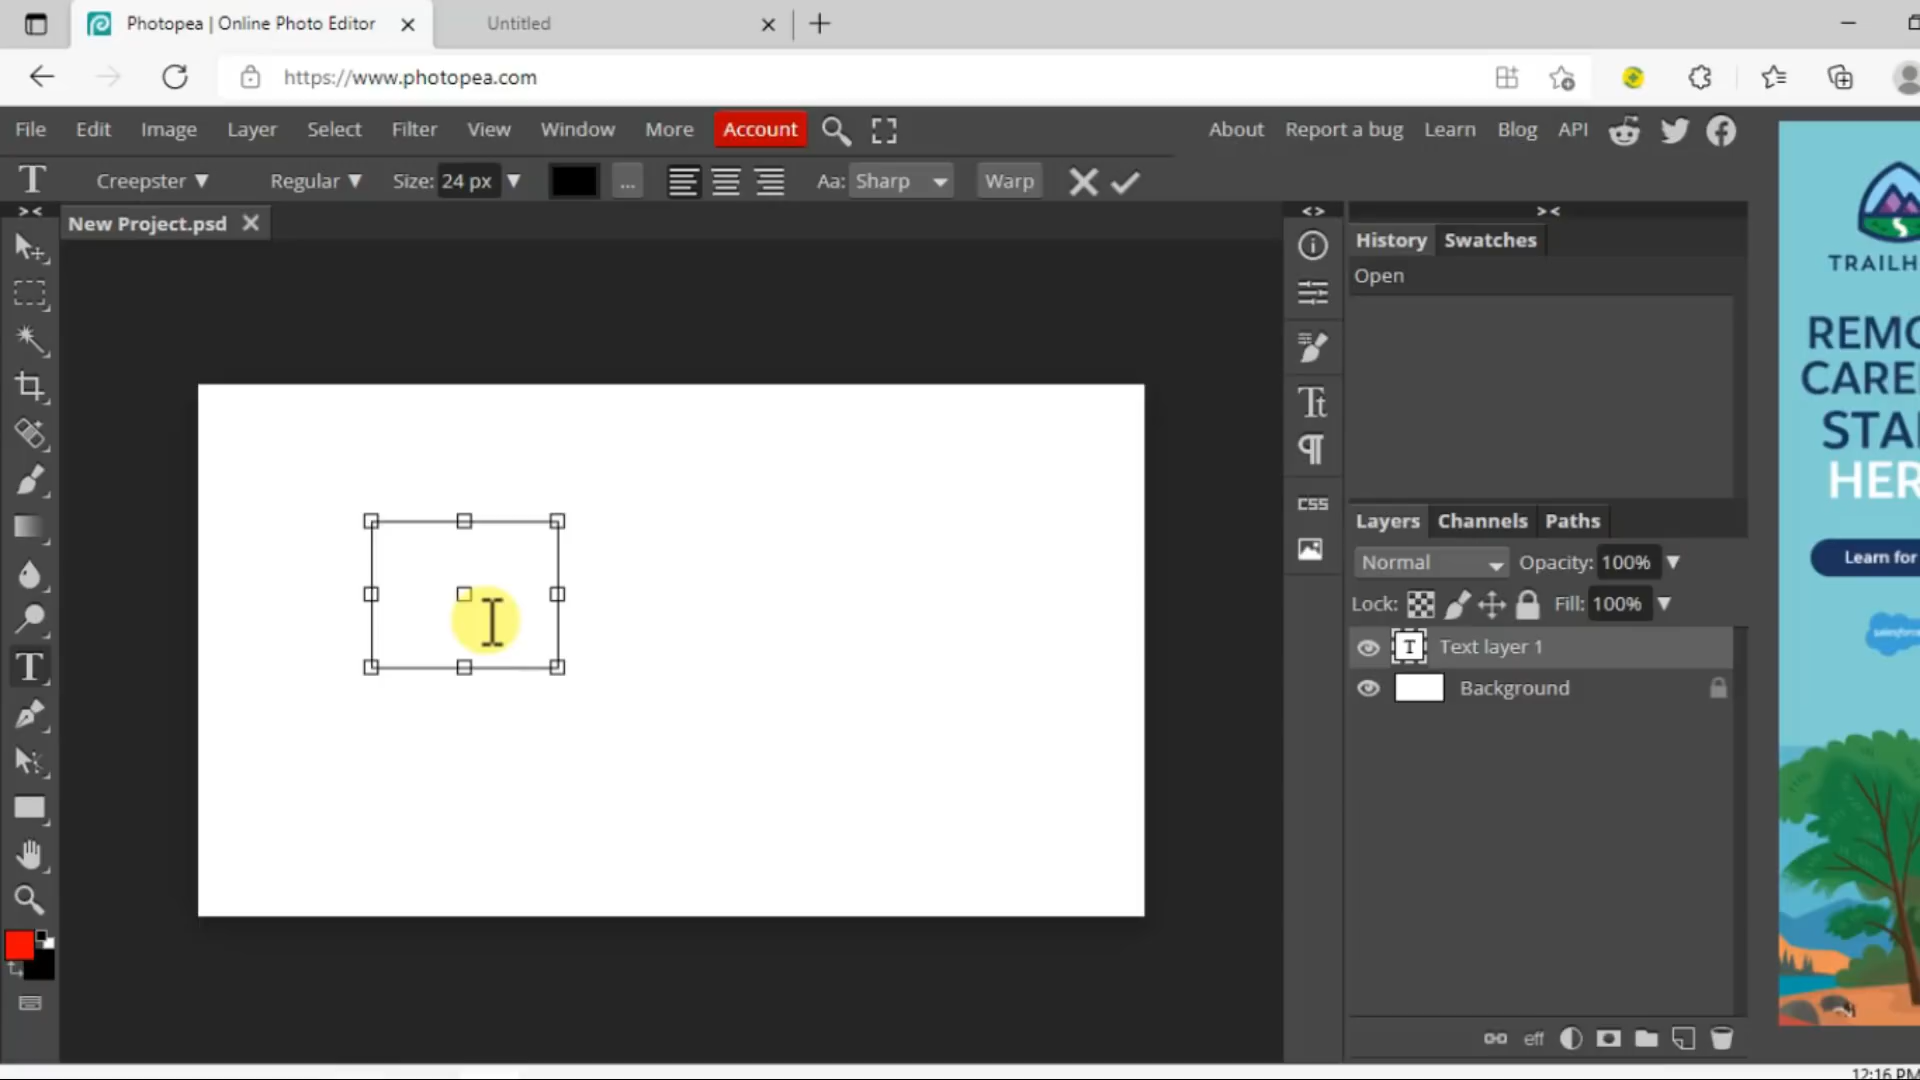 Photopea | Online Photo Editor
Untitled
https://www.photopea.com
File Edit Image Layer Select Filter View Window More Account About Report a bug Learn Blog API
T Creepster Regular Size: 24 px ... Aa: Sharp Warp
New Project.psd
History Swatches
Open
CSS
Layers Channels Paths
Normal Opacity: 100%
Lock: Fill: 100%
T Text layer 1
Background
eff
TRAILH
REMO
CARE
STA
HER
Learn for
salesforce
12:16 PM